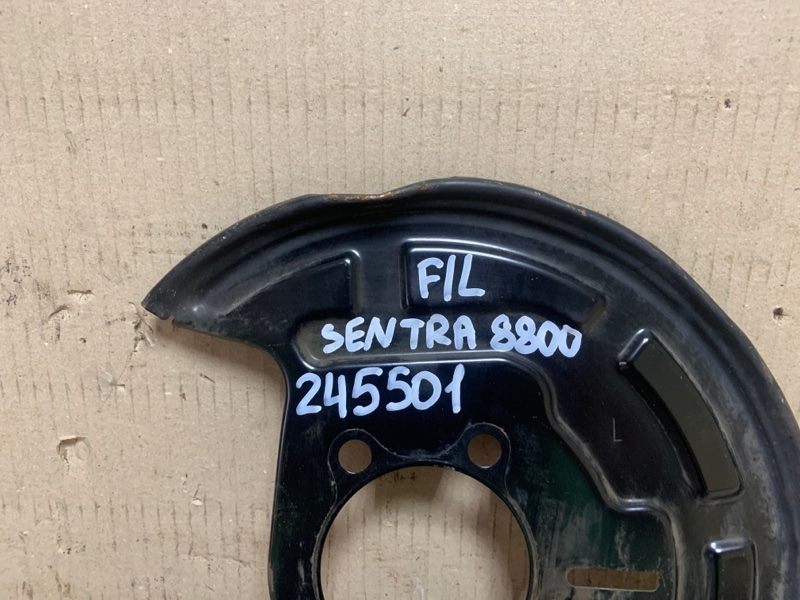 F/L
SENTRA 8800
245501
L